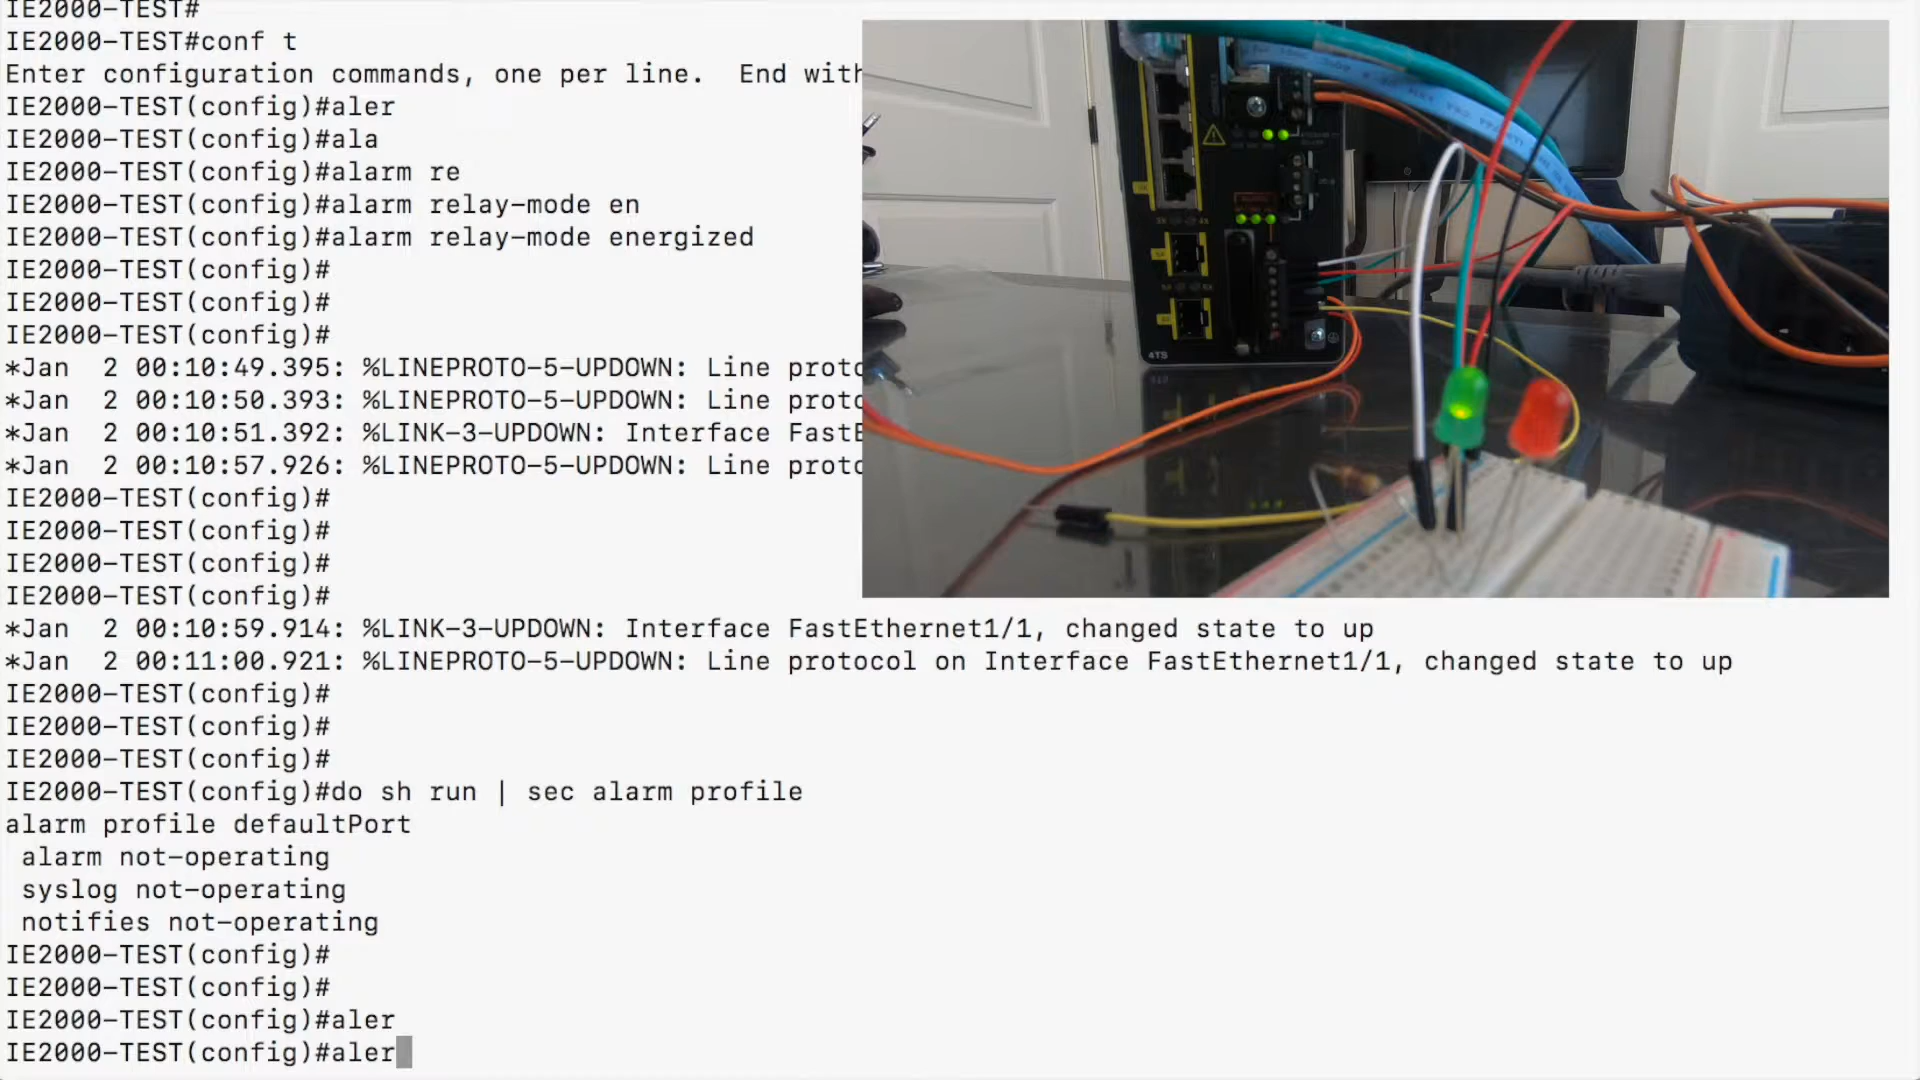 IE2000-TEST#
IE2000-TEST#conf t
Enter configuration commands, one per line.  End with
IE2000-TEST(config)#aler
IE2000-TEST(config)#ala
IE2000-TEST(config)#alarm re
IE2000-TEST(config)#alarm relay-mode en
IE2000-TEST(config)#alarm relay-mode energized
IE2000-TEST(config)#
IE2000-TEST(config)#
IE2000-TEST(config)#
*Jan  2 00:10:49.395: %LINEPROTO-5-UPDOWN: Line proto
*Jan  2 00:10:50.393: %LINEPROTO-5-UPDOWN: Line proto
*Jan  2 00:10:51.392: %LINK-3-UPDOWN: Interface FastE
*Jan  2 00:10:57.926: %LINEPROTO-5-UPDOWN: Line proto
IE2000-TEST(config)#
IE2000-TEST(config)#
IE2000-TEST(config)#
IE2000-TEST(config)#
*Jan  2 00:10:59.914: %LINK-3-UPDOWN: Interface FastEthernet1/1, changed state to up
*Jan  2 00:11:00.921: %LINEPROTO-5-UPDOWN: Line protocol on Interface FastEthernet1/1, changed state to up
IE2000-TEST(config)#
IE2000-TEST(config)#
IE2000-TEST(config)#
IE2000-TEST(config)#do sh run | sec alarm profile
alarm profile defaultPort
 alarm not-operating
 syslog not-operating
 notifies not-operating
IE2000-TEST(config)#
IE2000-TEST(config)#
IE2000-TEST(config)#aler
IE2000-TEST(config)#aler
4TS